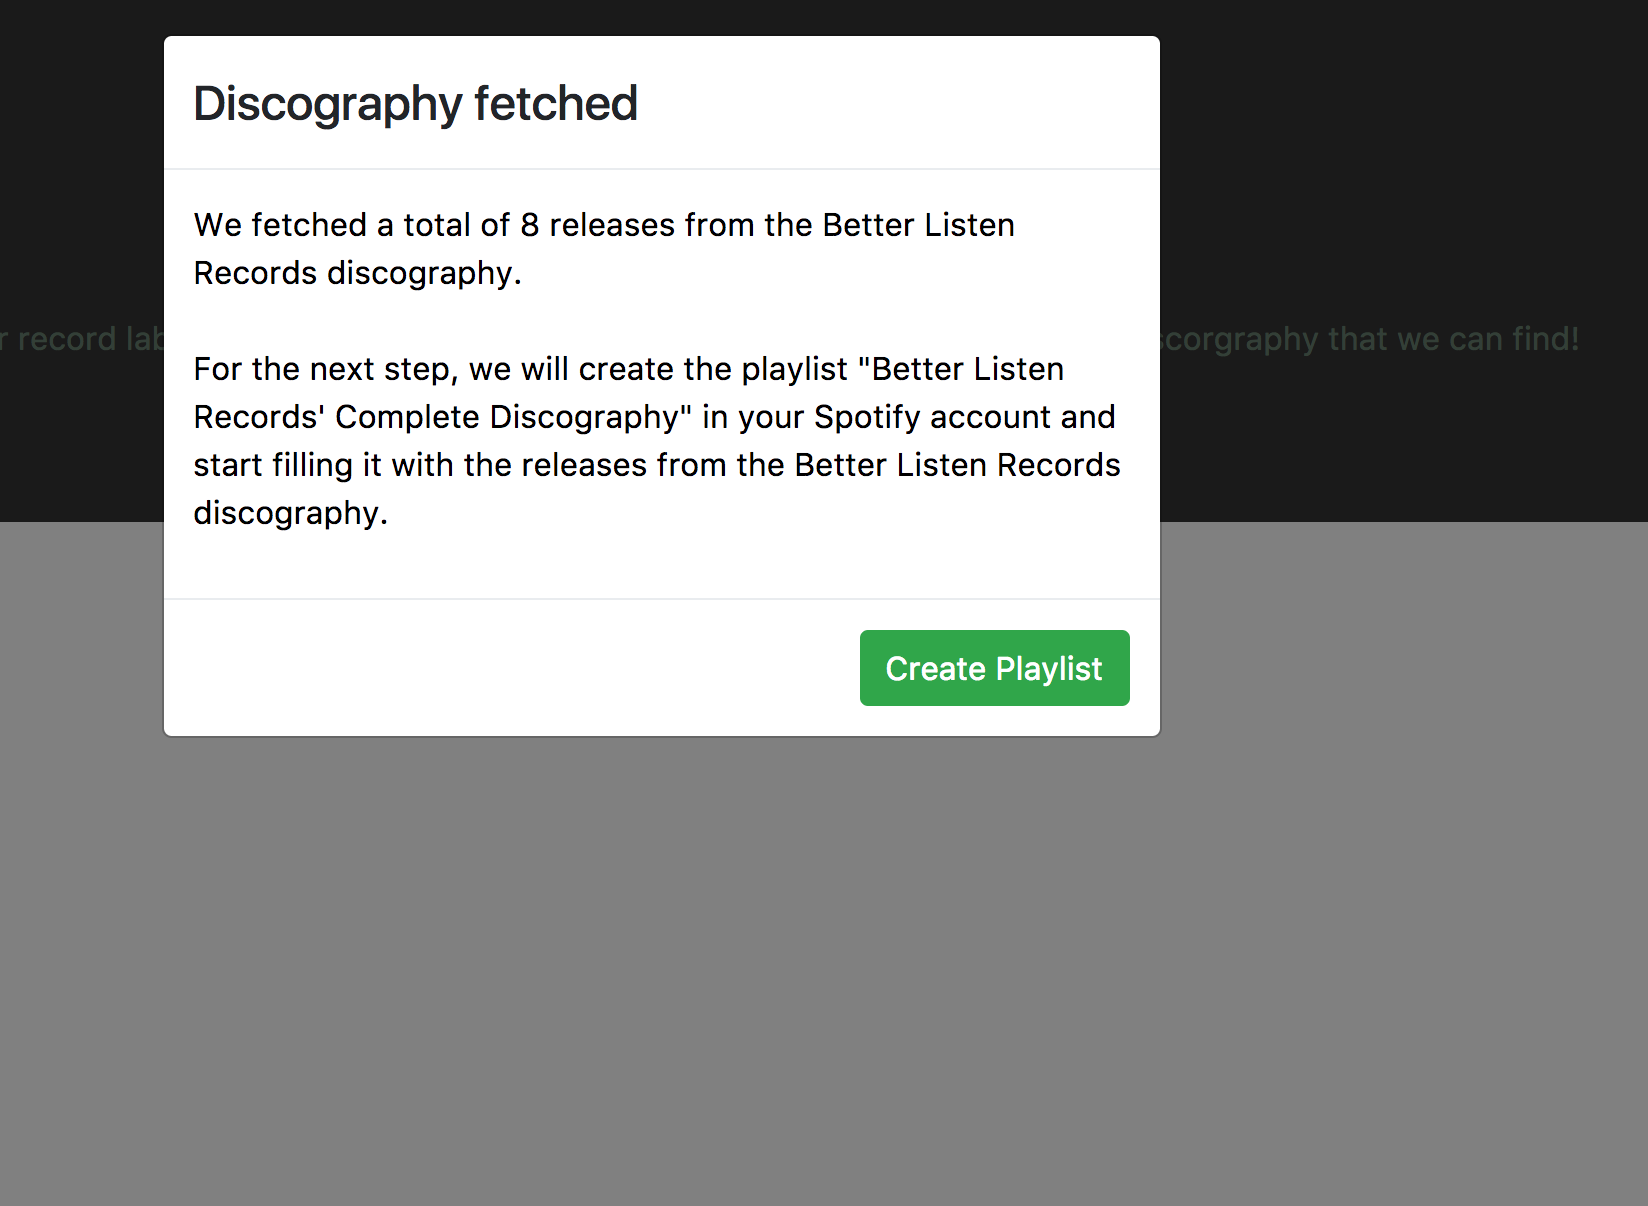 Discography fetched
We fetched a total of 8 releases from the Better Listen
Records discography.
r record lab
scorgraphy that we can find!
For the next step, we will create the playlist "Better Listen
Records' Complete Discography" in your Spotify account and
start filling it with the releases from the Better Listen Records
discography.
Create Playlist